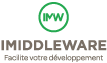 IMW
IMIDDLEWARE
Facilite votre développement